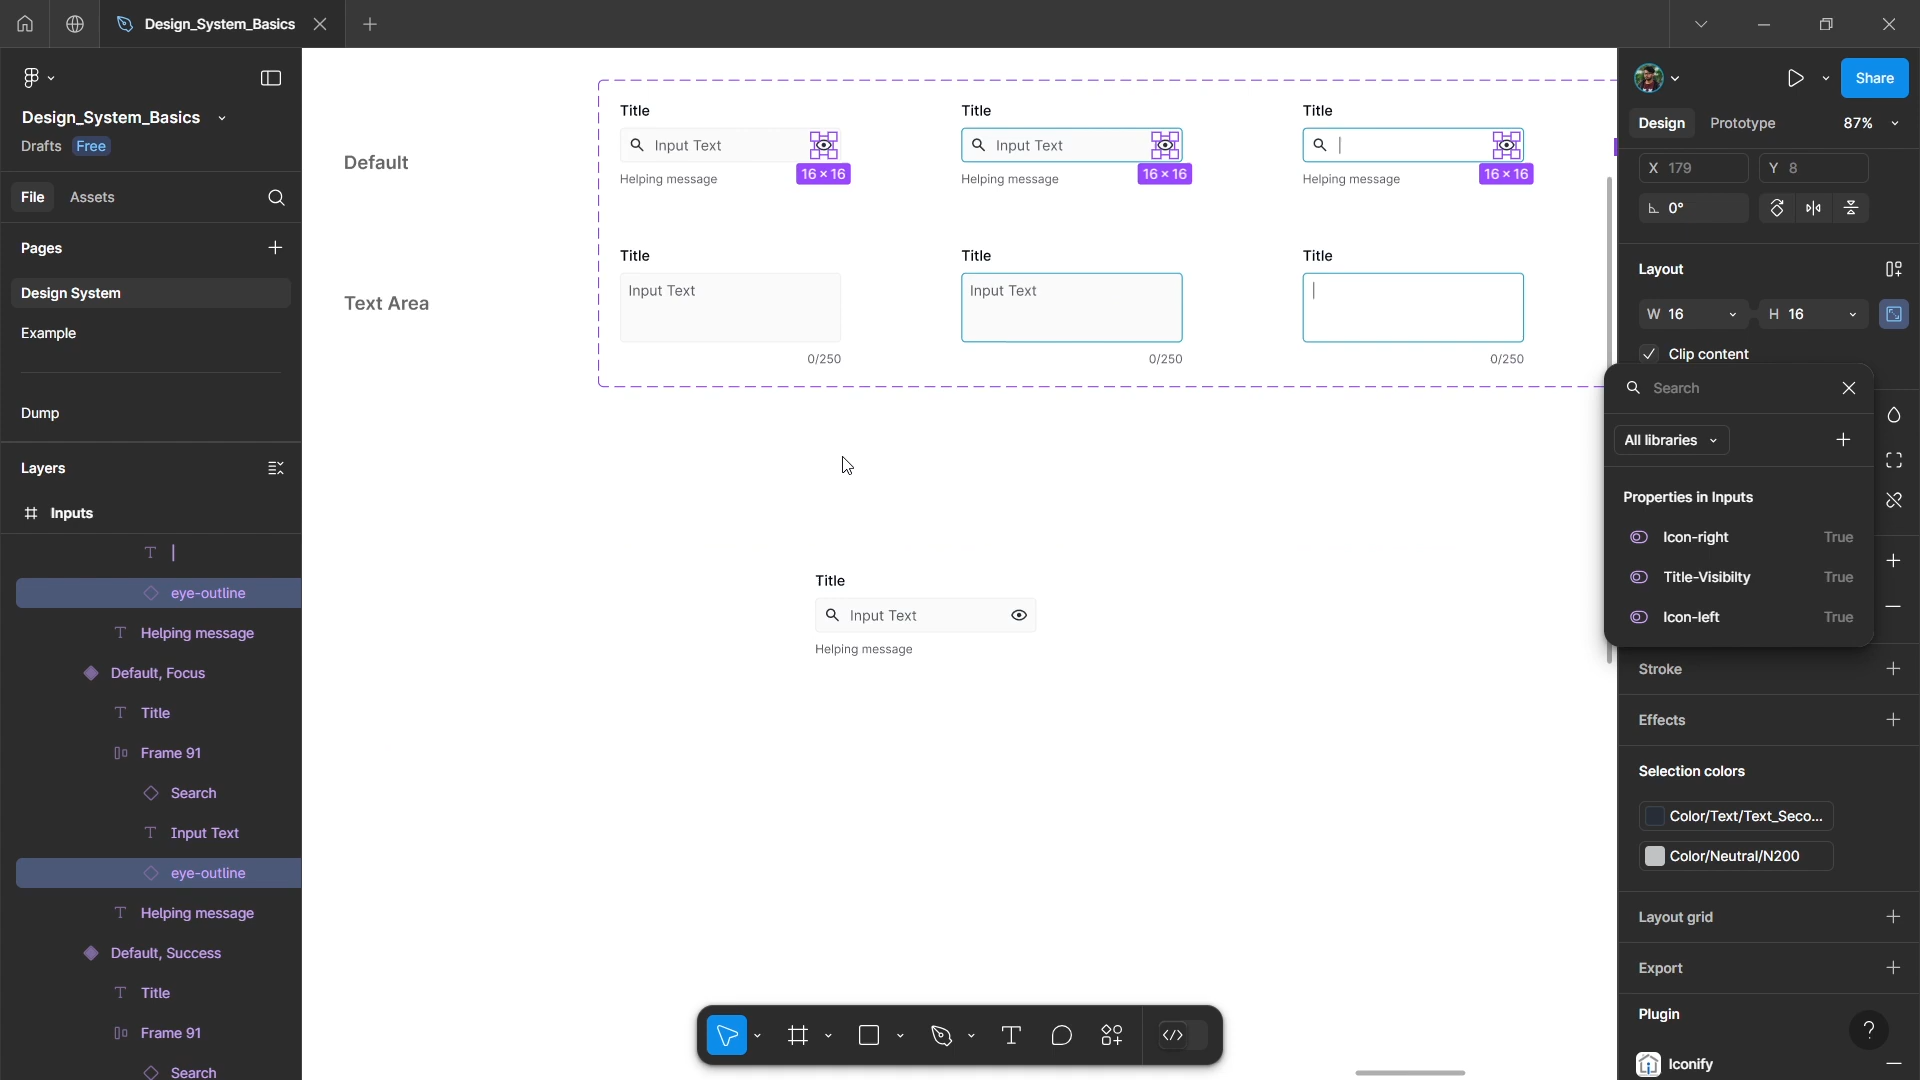 Design_System_Basics
Design_System_Basics
Drafts Free
File Assets
Pages
Design System
Example
Dump
Layers
Inputs
|
eye-outline
Helping message
Default, Focus
Title
Frame 91
Search
Input Text
eye-outline
Helping message
Default, Success
Title
Frame 91
Search
Default
Text Area
Title Title Title
Input Text Input Text |
16 × 16 16 × 16 16 × 16
Helping message Helping message Helping message
Title Title Title
Input Text Input Text |
0/250 0/250 0/250
Title
Input Text
Helping message
Share
Design Prototype 87%
X 179 Y 8
0°
Layout
W 16 H 16
Clip content
Search
All libraries
Properties in Inputs
Icon-right True
Title-Visibilty True
Icon-left True
Stroke
Effects
Selection colors
Color/Text/Text_Seco...
Color/Neutral/N200
Layout grid
Export
Plugin
?
Iconify